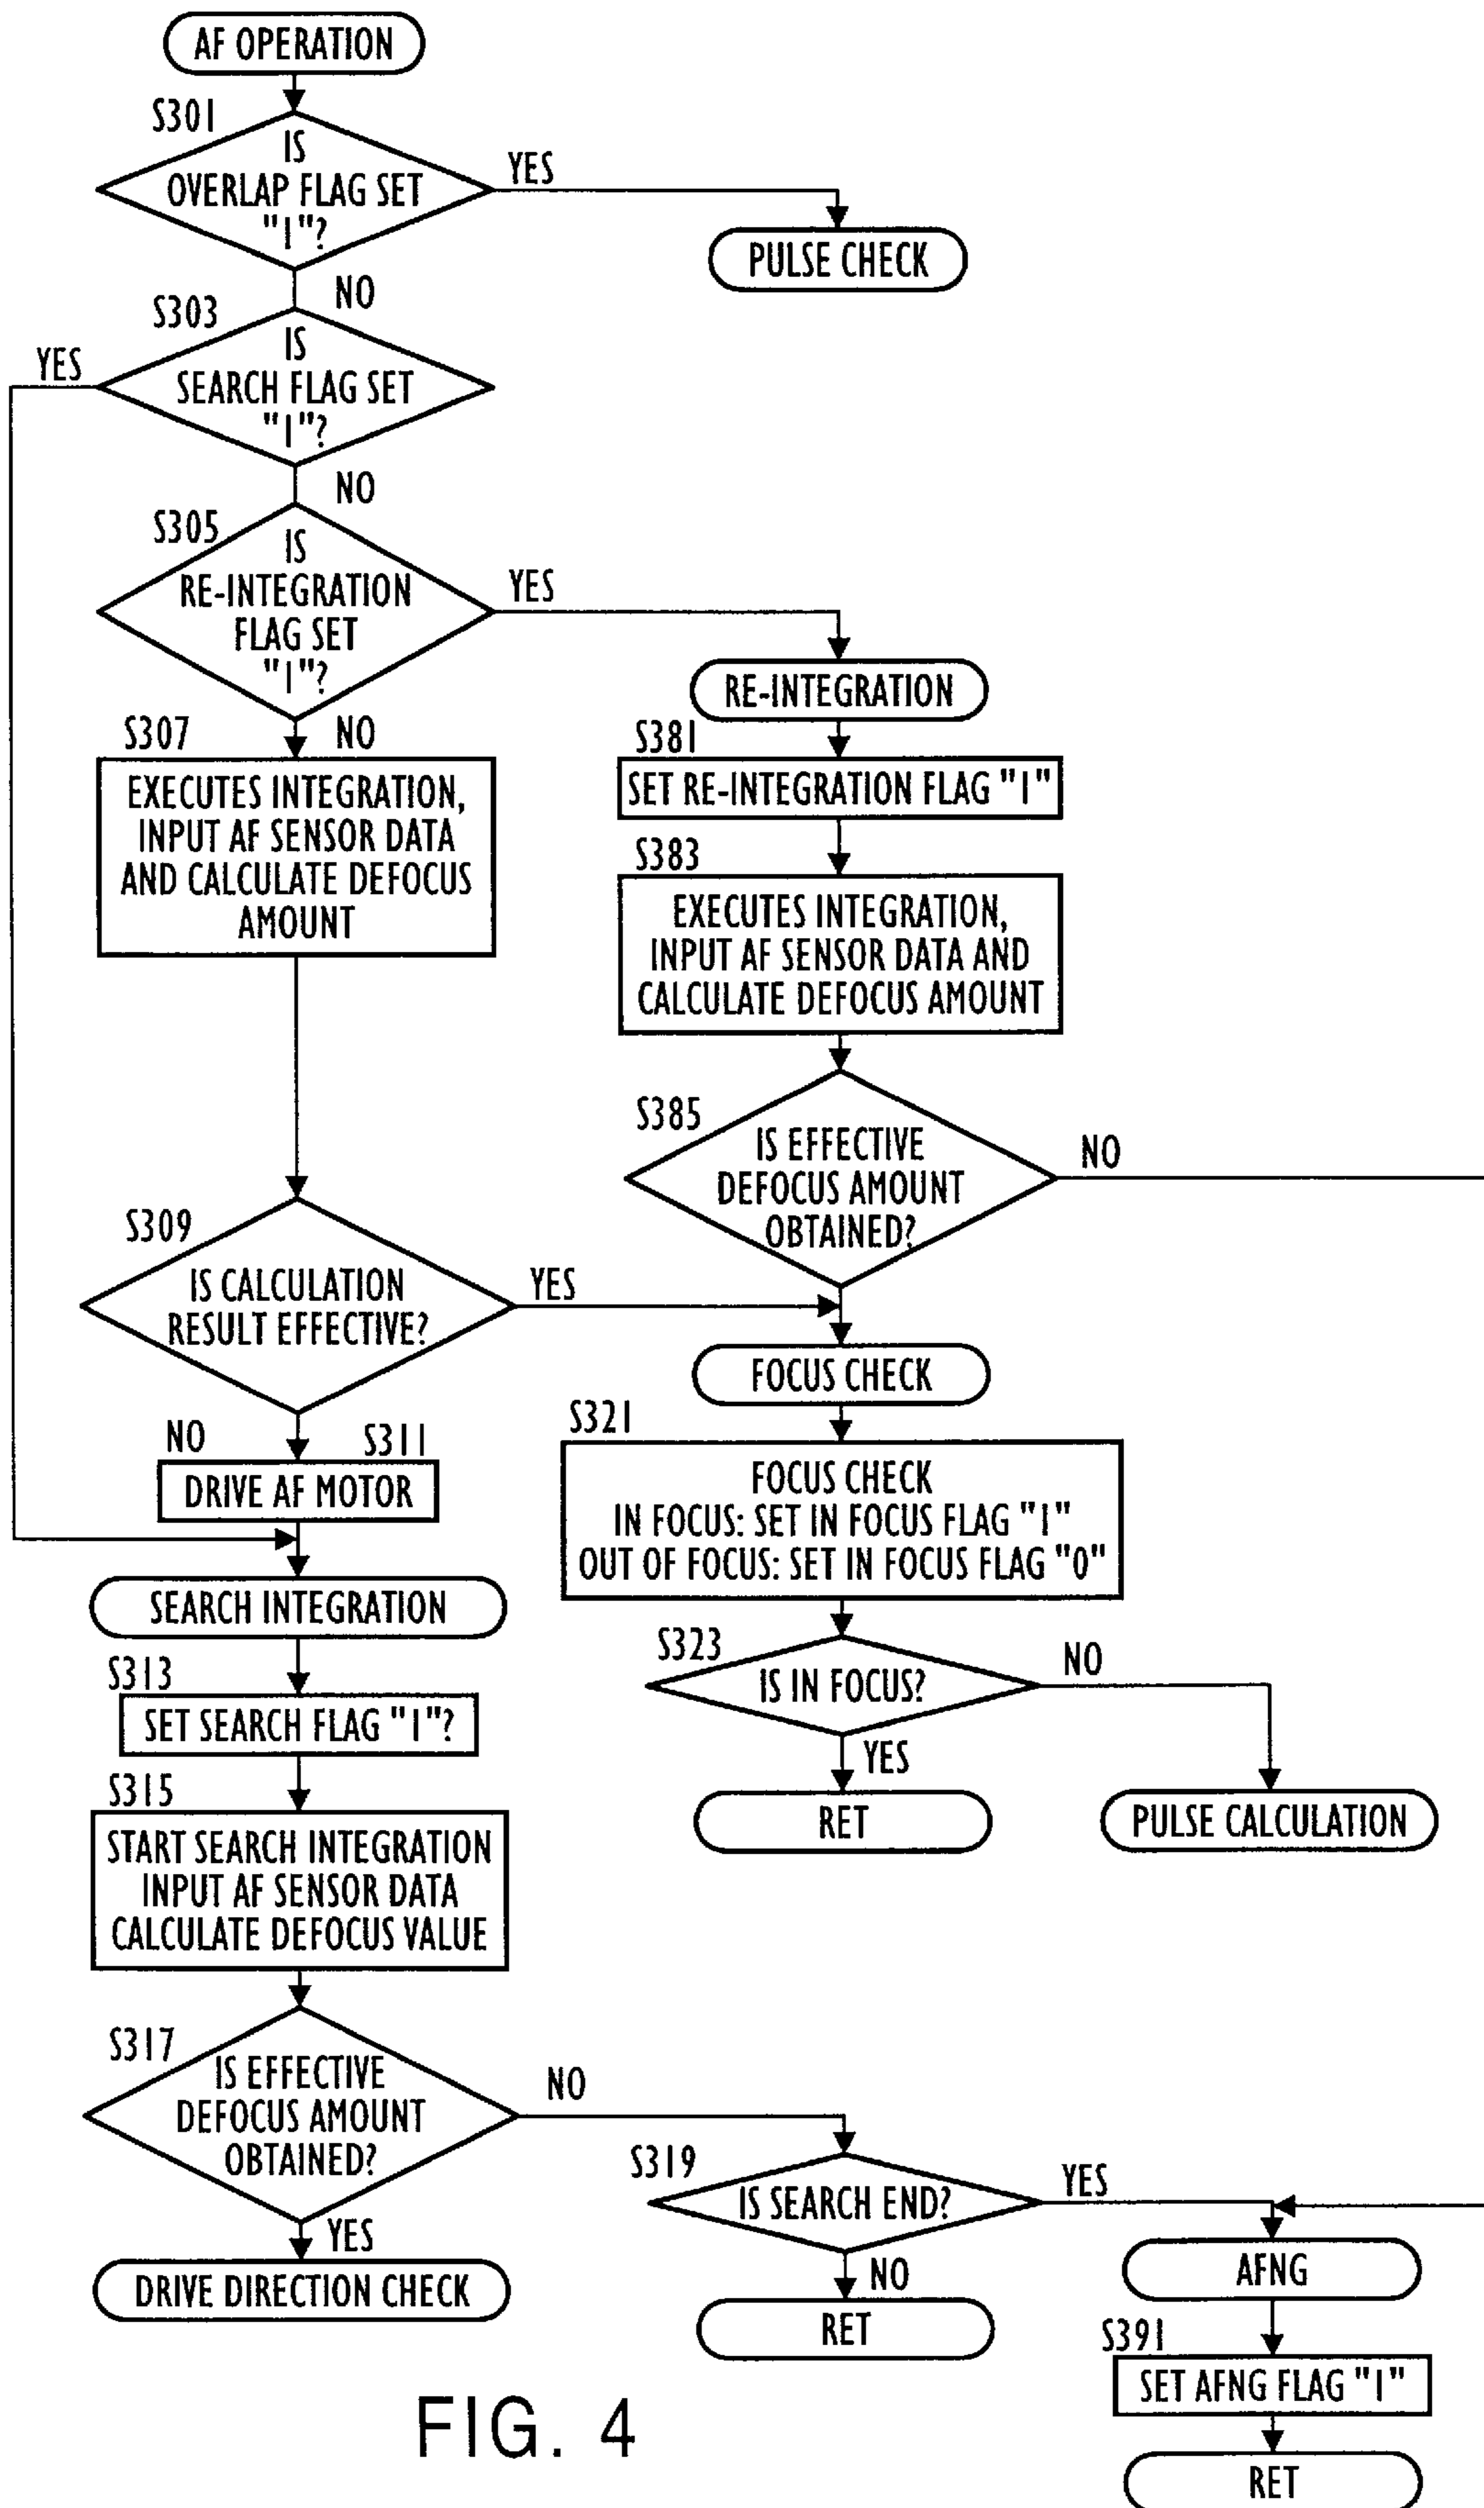 AF OPERATION
S301
IS
OVERLAP FLAG SET
"1"?
YES
PULSE CHECK
NO
S303
IS
SEARCH FLAG SET
"1"?
YES
NO
S305
IS
RE-INTEGRATION
FLAG SET
"1"?
YES
RE-INTEGRATION
S381
SET RE-INTEGRATION FLAG "1"
S383
EXECUTES INTEGRATION,
INPUT AF SENSOR DATA AND
CALCULATE DEFOCUS AMOUNT
S385
IS EFFECTIVE
DEFOCUS AMOUNT
OBTAINED?
NO
S307
NO
EXECUTES INTEGRATION,
INPUT AF SENSOR DATA
AND CALCULATE DEFOCUS
AMOUNT
S309
IS CALCULATION
RESULT EFFECTIVE?
YES
FOCUS CHECK
S321
FOCUS CHECK
IN FOCUS: SET IN FOCUS FLAG "1"
OUT OF FOCUS: SET IN FOCUS FLAG "0"
S323
IS IN FOCUS?
NO
YES
RET
PULSE CALCULATION
NO
S311
DRIVE AF MOTOR
SEARCH INTEGRATION
S313
SET SEARCH FLAG "1"?
S315
START SEARCH INTEGRATION
INPUT AF SENSOR DATA
CALCULATE DEFOCUS VALUE
S317
IS EFFECTIVE
DEFOCUS AMOUNT
OBTAINED?
NO
YES
DRIVE DIRECTION CHECK
S319
IS SEARCH END?
YES
NO
RET
AFNG
S391
SET AFNG FLAG "1"
RET
FIG. 4